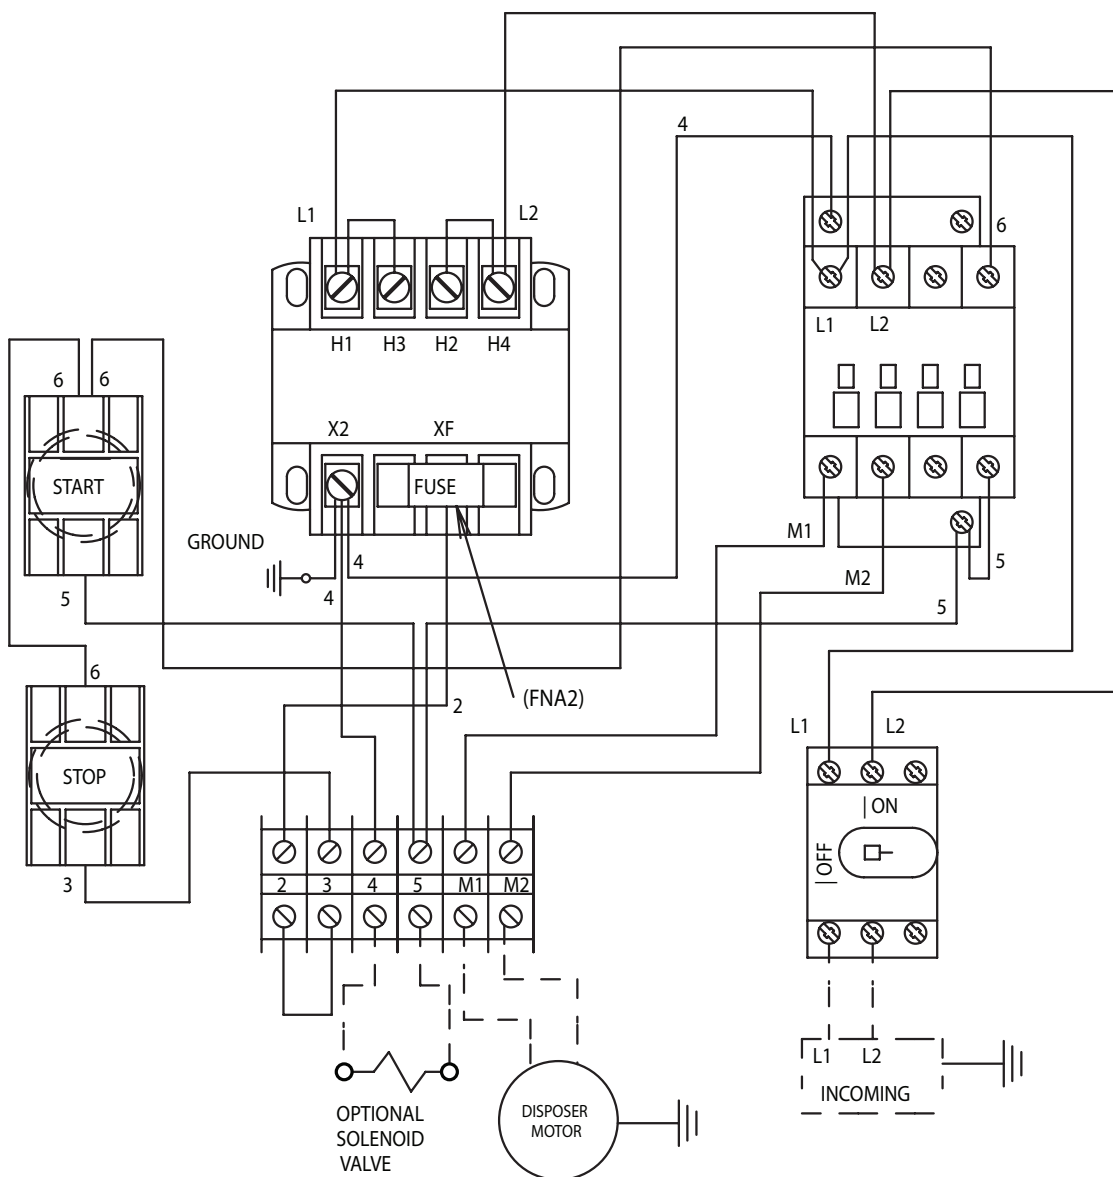 4
L1
L2
6
H1 H3 H2 H4
L1 L2
6 6
X2 XF
START
FUSE
GROUND
M1
4
5
M2
5
4
5
6
(FNA2)
2
L1 L2
STOP
| ON
| OFF
3
2 3 4 5 M1 M2
L1 L2
INCOMING
OPTIONAL
SOLENOID
VALVE
DISPOSER
MOTOR